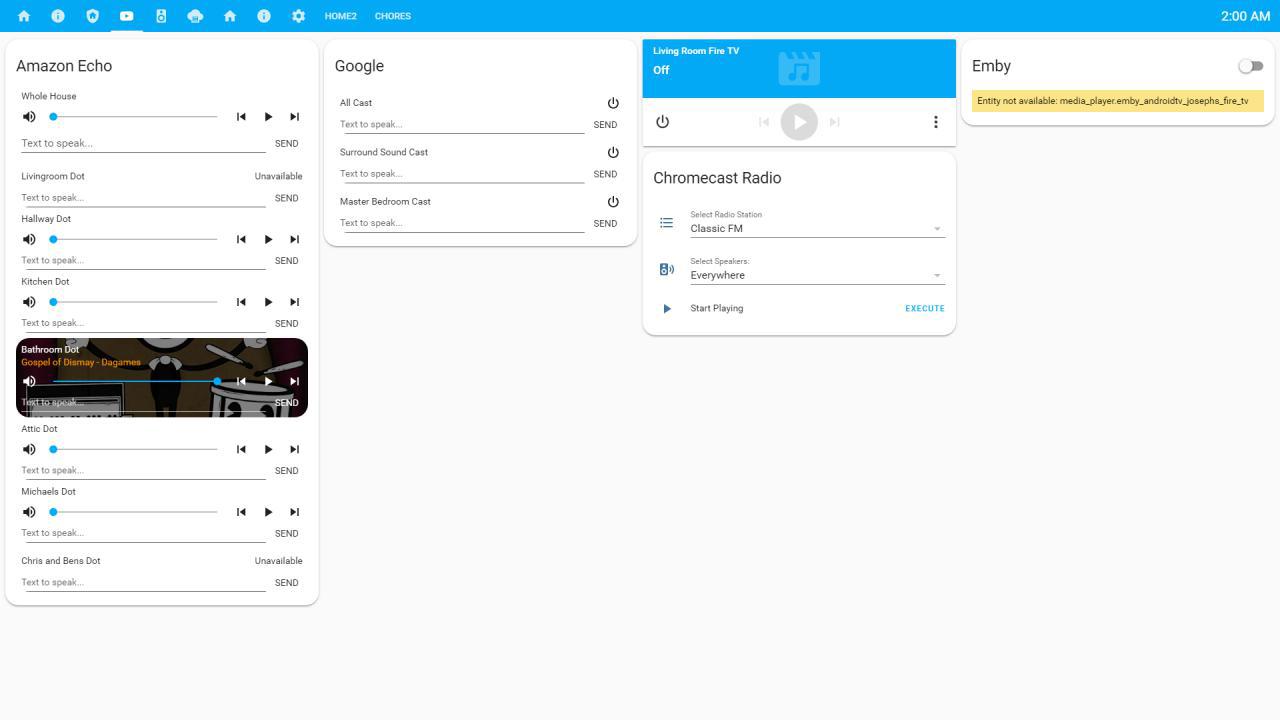 HOME2 CHORES 2:00 AM
Amazon Echo
Whole House
Text to speak... SEND
Livingroom Dot Unavailable
Text to speak... SEND
Hallway Dot
Text to speak... SEND
Kitchen Dot
Text to speak... SEND
Bathroom Dot
Gospel of Dismay - Dagames
Text to speak... SEND
Attic Dot
Text to speak... SEND
Michaels Dot
Text to speak... SEND
Chris and Bens Dot Unavailable
Text to speak... SEND
Google
All Cast
Text to speak... SEND
Surround Sound Cast
Text to speak... SEND
Master Bedroom Cast
Text to speak... SEND
Living Room Fire TV
Off
Chromecast Radio
Select Radio Station
Classic FM
Select Speakers:
Everywhere
Start Playing EXECUTE
Emby
Entity not available: media_player.emby_androidtv_josephs_fire_tv